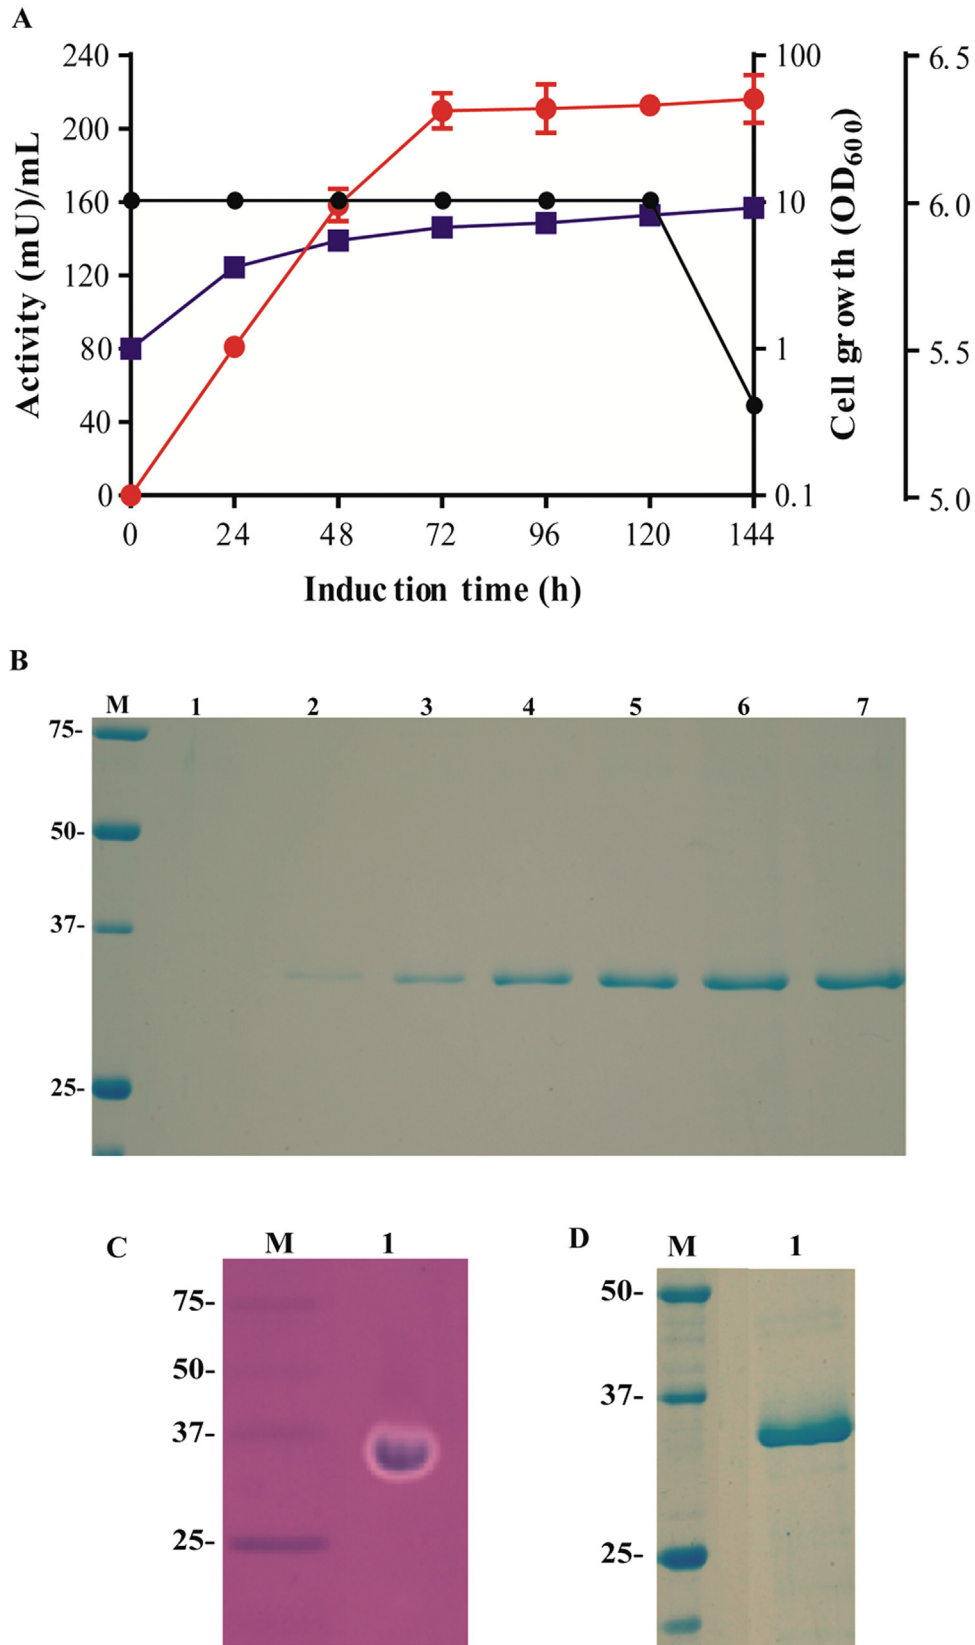 A
240
200
160
120
80
40
0
Activity (mU)/mL
0 24 48 72 96 120 144
Induction time (h)
100
10
1
0.1
Cell growth (OD600)
6.5
6.0
5.5
5.0
B
M 1 2 3 4 5 6 7
75-
50-
37-
25-
C
M 1
75-
50-
37-
25-
D
M 1
50-
37-
25-